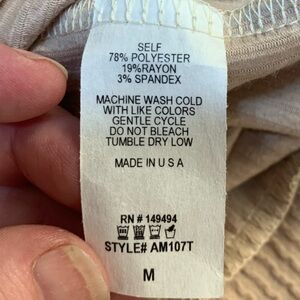 SELF
78% POLYESTER
19%RAYON
3% SPANDEX
MACHINE WASH COLD
WITH LIKE COLORS
GENTLE CYCLE
DO NOT BLEACH
TUMBLE DRY LOW
MADE IN U S A
RN # 149494
STYLE# AM107T
M